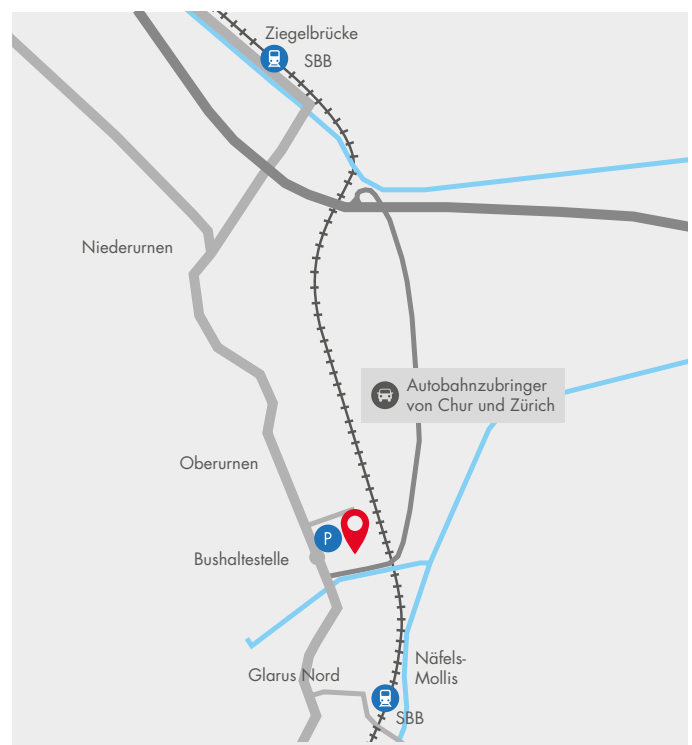 Ziegelbrücke
SBB
Niederurnen
Autobahnzubringer
von Chur und Zürich
Oberurnen
P
Bushaltestelle
Näfels-
Mollis
Glarus Nord
SBB